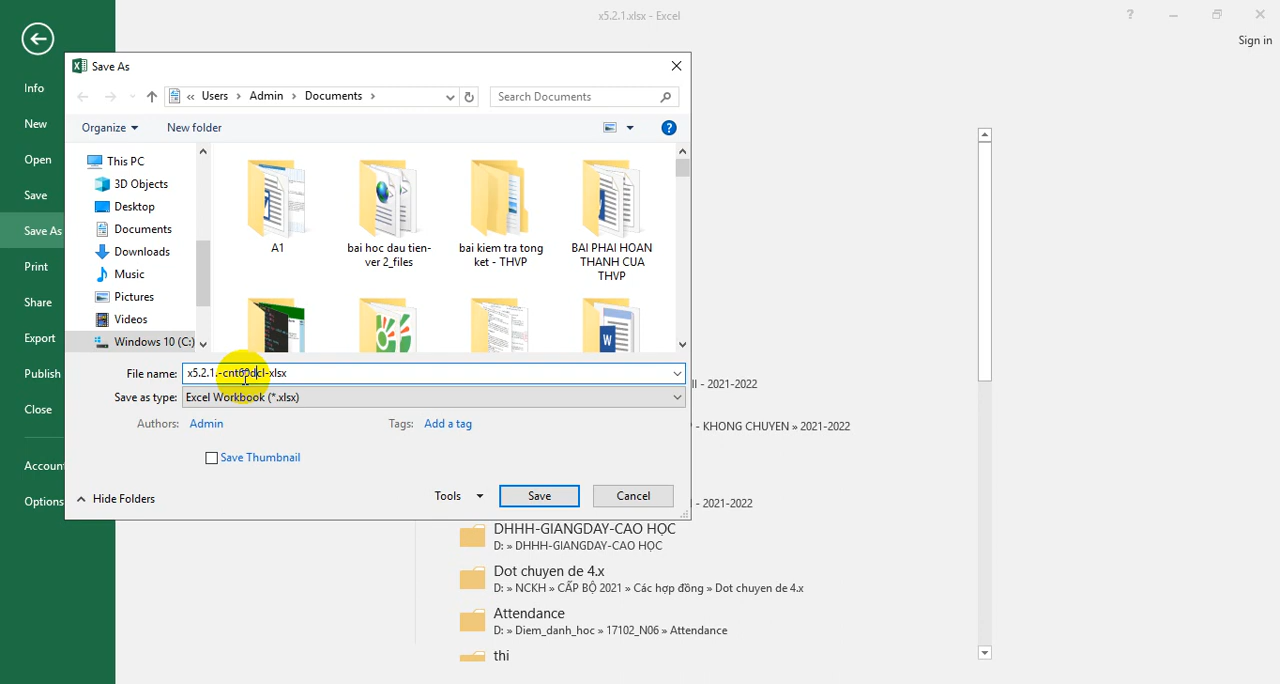 x5.2.1.xlsx - Excel
?
Sign in
Info
New
Open
Save
Save As
Print
Share
Export
Publish
Close
Account
Options
Save As
« Users > Admin > Documents >
Search Documents
Organize
New folder
?
This PC
3D Objects
Desktop
Documents
Downloads
Music
Pictures
Videos
Windows 10 (C:)
A1
bai hoc dau tien-
ver 2_files
bai kiem tra tong
ket - THVP
BAI PHAI HOAN
THANH CUA
THVP
File name: x5.2.1.-cnt60dcl-xlsx
Save as type: Excel Workbook (*.xlsx)
Authors: Admin
Tags: Add a tag
Save Thumbnail
Hide Folders
Tools
Save
Cancel
II - 2021-2022
- KHONG CHUYEN » 2021-2022
- 2021-2022
DHHH-GIANGDAY-CAO HỌC
D: » DHHH-GIANGDAY-CAO HỌC
Dot chuyen de 4.x
D: » NCKH » CẤP BỘ 2021 » Các hợp đồng » Dot chuyen de 4.x
Attendance
D: » Diem_danh_hoc » 17102_N06 » Attendance
thi